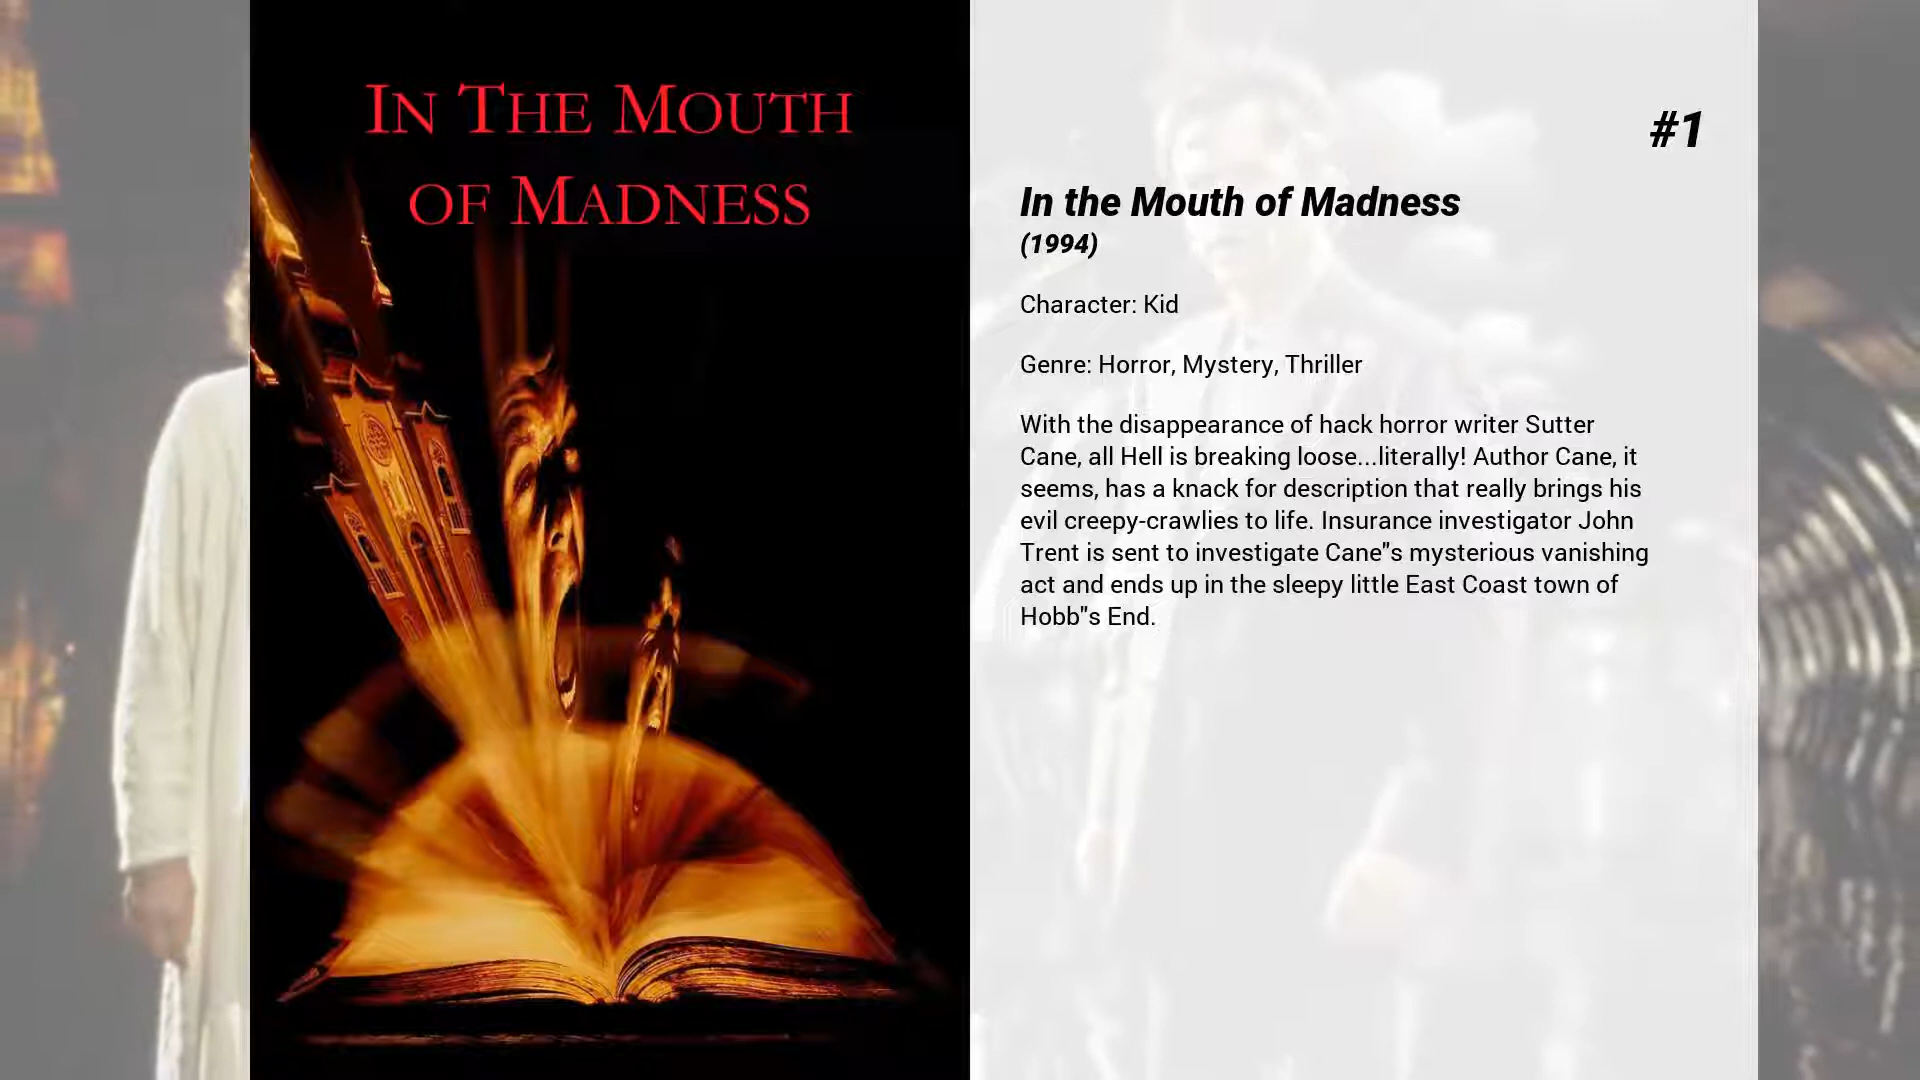 IN THE MOUTH
OF MADNESS
#1
In the Mouth of Madness
(1994)
Character: Kid
Genre: Horror, Mystery, Thriller
With the disappearance of hack horror writer Sutter
Cane, all Hell is breaking loose...literally! Author Cane, it
seems, has a knack for description that really brings his
evil creepy-crawlies to life. Insurance investigator John
Trent is sent to investigate Cane"s mysterious vanishing
act and ends up in the sleepy little East Coast town of
Hobb"s End.